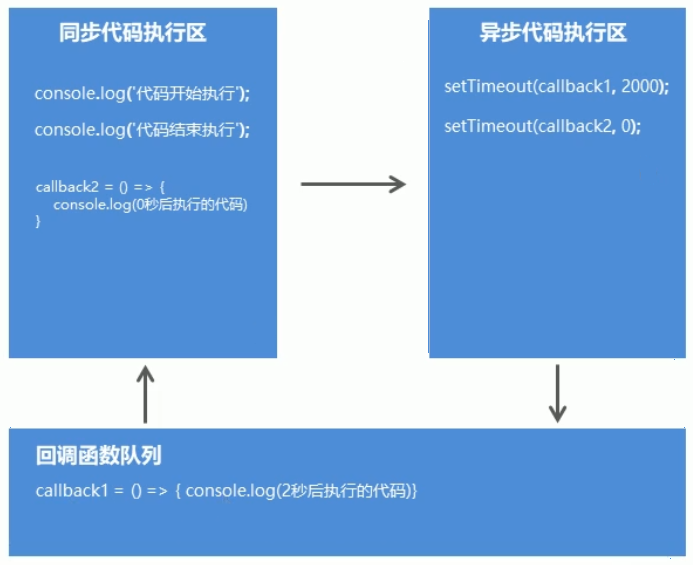 同步代码执行区
console.log('代码开始执行');
console.log('代码结束执行');
callback2 = () => {
console.log(0秒后执行的代码)
}
异步代码执行区
setTimeout(callback1, 2000);
setTimeout(callback2, 0);
回调函数队列
callback1 = () => { console.log(2秒后执行的代码)}